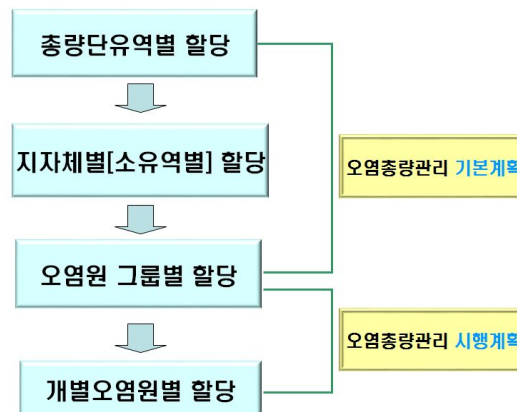 총량단유역별 할당
지자체별[소유역별] 할당
오염총량관리 기본계획
오염원 그룹별 할당
오염총량관리 시행계획
개별오염원별 할당